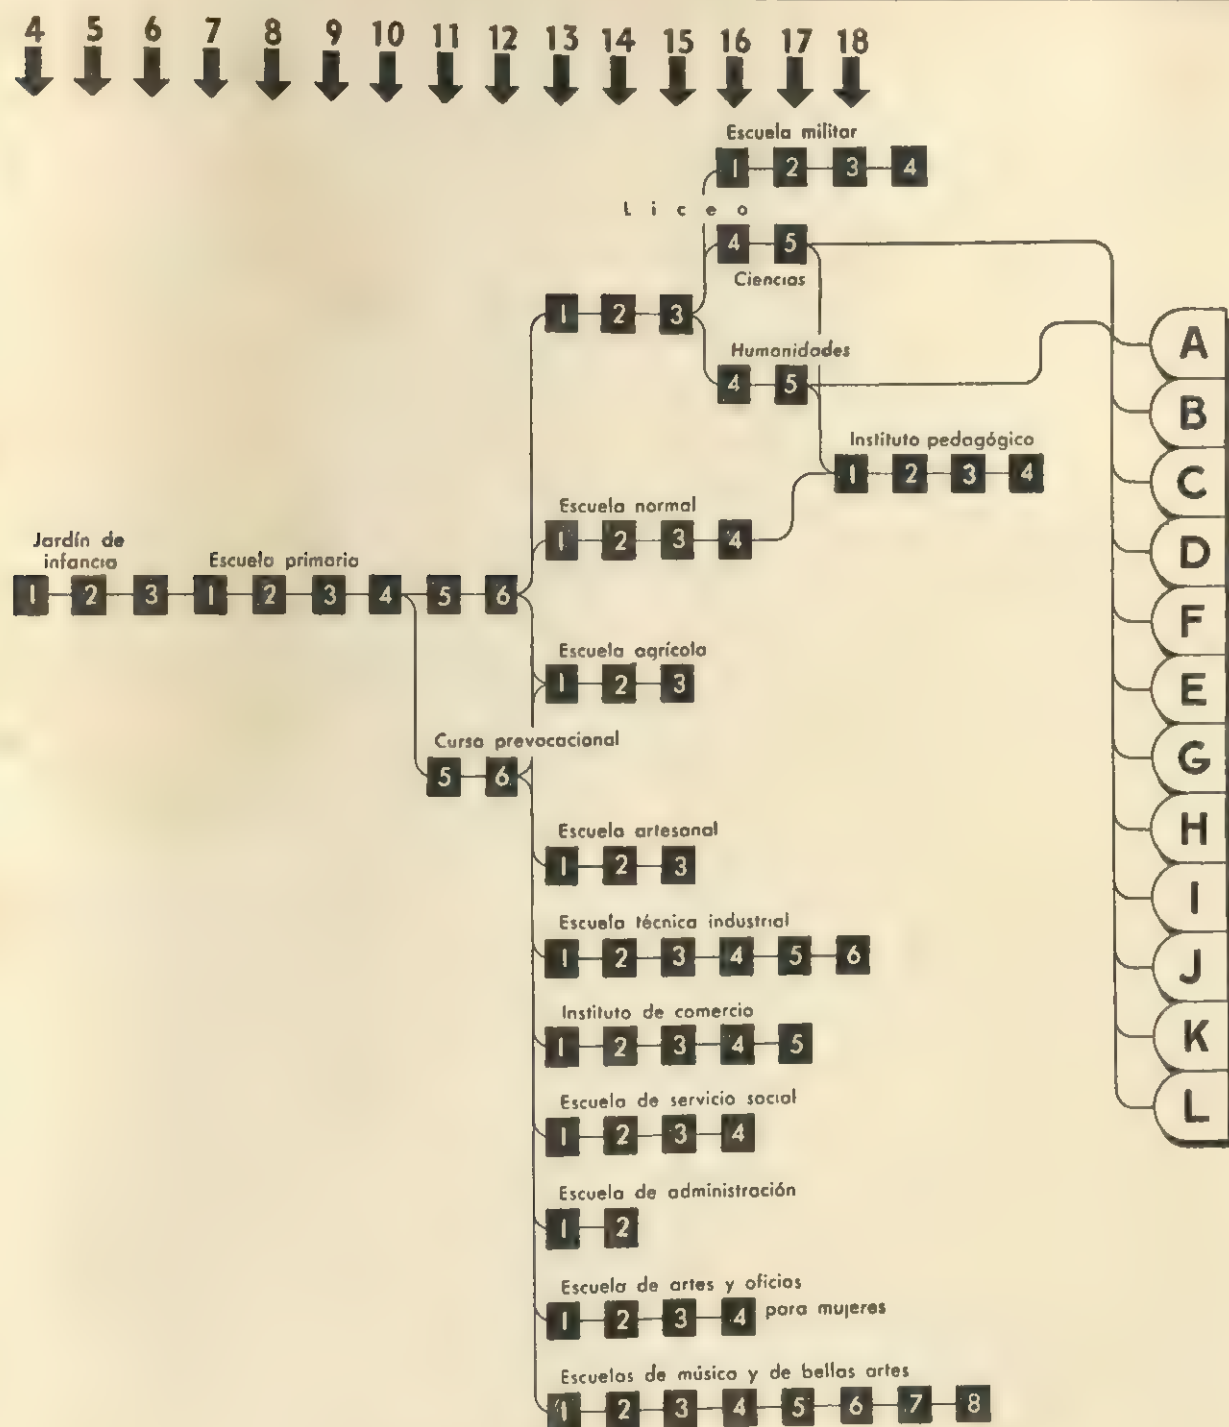 4 5 6 7 8 9 10 11 12 13 14 15 16 17 18
Escuela militar
1 2 3 4
Liceo
4 5
Ciencias
1 2 3
Humanidades
4 5
Instituto pedagógico
1 2 3 4
Escuela normal
1 2 3 4
Jardín de
infancia
Escuela primaria
1 2 3 1 2 3 4 5 6
Escuela agrícola
1 2 3
Curso prevocacional
5 6
Escuela artesanal
1 2 3
Escuela técnica industrial
1 2 3 4 5 6
Instituto de comercio
1 2 3 4 5
Escuela de servicio social
1 2 3 4
Escuela de administración
1 2
Escuela de artes y oficios
para mujeres
1 2 3 4
Escuelas de música y de bellas artes
1 2 3 4 5 6 7 8
A
B
C
D
F
E
G
H
I
J
K
L